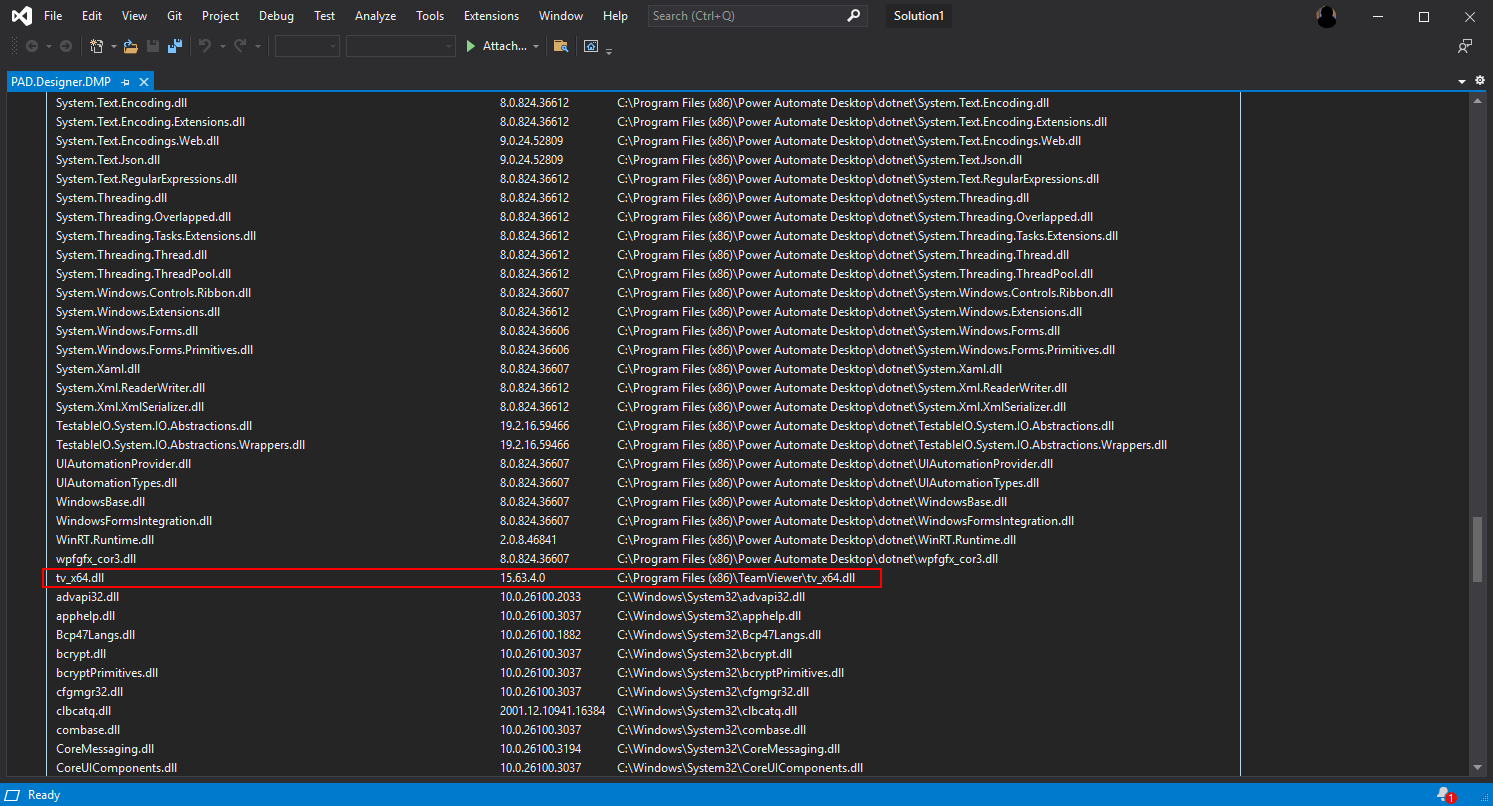 File Edit View Git Project Debug Test Analyze Tools Extensions Window Help Search (Ctrl+Q) Solution1
Attach...
PAD.Designer.DMP
System.Text.Encoding.dll 8.0.824.36612 C:\Program Files (x86)\Power Automate Desktop\dotnet\System.Text.Encoding.dll
System.Text.Encoding.Extensions.dll 8.0.824.36612 C:\Program Files (x86)\Power Automate Desktop\dotnet\System.Text.Encoding.Extensions.dll
System.Text.Encodings.Web.dll 9.0.24.52809 C:\Program Files (x86)\Power Automate Desktop\dotnet\System.Text.Encodings.Web.dll
System.Text.Json.dll 9.0.24.52809 C:\Program Files (x86)\Power Automate Desktop\dotnet\System.Text.Json.dll
System.Text.RegularExpressions.dll 8.0.824.36612 C:\Program Files (x86)\Power Automate Desktop\dotnet\System.Text.RegularExpressions.dll
System.Threading.dll 8.0.824.36612 C:\Program Files (x86)\Power Automate Desktop\dotnet\System.Threading.dll
System.Threading.Overlapped.dll 8.0.824.36612 C:\Program Files (x86)\Power Automate Desktop\dotnet\System.Threading.Overlapped.dll
System.Threading.Tasks.Extensions.dll 8.0.824.36612 C:\Program Files (x86)\Power Automate Desktop\dotnet\System.Threading.Tasks.Extensions.dll
System.Threading.Thread.dll 8.0.824.36612 C:\Program Files (x86)\Power Automate Desktop\dotnet\System.Threading.Thread.dll
System.Threading.ThreadPool.dll 8.0.824.36612 C:\Program Files (x86)\Power Automate Desktop\dotnet\System.Threading.ThreadPool.dll
System.Windows.Controls.Ribbon.dll 8.0.824.36607 C:\Program Files (x86)\Power Automate Desktop\dotnet\System.Windows.Controls.Ribbon.dll
System.Windows.Extensions.dll 8.0.824.36612 C:\Program Files (x86)\Power Automate Desktop\dotnet\System.Windows.Extensions.dll
System.Windows.Forms.dll 8.0.824.36606 C:\Program Files (x86)\Power Automate Desktop\dotnet\System.Windows.Forms.dll
System.Windows.Forms.Primitives.dll 8.0.824.36606 C:\Program Files (x86)\Power Automate Desktop\dotnet\System.Windows.Forms.Primitives.dll
System.Xaml.dll 8.0.824.36607 C:\Program Files (x86)\Power Automate Desktop\dotnet\System.Xaml.dll
System.Xml.ReaderWriter.dll 8.0.824.36612 C:\Program Files (x86)\Power Automate Desktop\dotnet\System.Xml.ReaderWriter.dll
System.Xml.XmlSerializer.dll 8.0.824.36612 C:\Program Files (x86)\Power Automate Desktop\dotnet\System.Xml.XmlSerializer.dll
TestableIO.System.IO.Abstractions.dll 19.2.16.59466 C:\Program Files (x86)\Power Automate Desktop\dotnet\TestableIO.System.IO.Abstractions.dll
TestableIO.System.IO.Abstractions.Wrappers.dll 19.2.16.59466 C:\Program Files (x86)\Power Automate Desktop\dotnet\TestableIO.System.IO.Abstractions.Wrappers.dll
UIAutomationProvider.dll 8.0.824.36607 C:\Program Files (x86)\Power Automate Desktop\dotnet\UIAutomationProvider.dll
UIAutomationTypes.dll 8.0.824.36607 C:\Program Files (x86)\Power Automate Desktop\dotnet\UIAutomationTypes.dll
WindowsBase.dll 8.0.824.36607 C:\Program Files (x86)\Power Automate Desktop\dotnet\WindowsBase.dll
WindowsFormsIntegration.dll 8.0.824.36607 C:\Program Files (x86)\Power Automate Desktop\dotnet\WindowsFormsIntegration.dll
WinRT.Runtime.dll 2.0.8.46841 C:\Program Files (x86)\Power Automate Desktop\dotnet\WinRT.Runtime.dll
wpfgfx_cor3.dll 8.0.824.36607 C:\Program Files (x86)\Power Automate Desktop\dotnet\wpfgfx_cor3.dll
tv_x64.dll 15.63.4.0 C:\Program Files (x86)\TeamViewer\tv_x64.dll
advapi32.dll 10.0.26100.2033 C:\Windows\System32\advapi32.dll
apphelp.dll 10.0.26100.3037 C:\Windows\System32\apphelp.dll
Bcp47Langs.dll 10.0.26100.1882 C:\Windows\System32\Bcp47Langs.dll
bcrypt.dll 10.0.26100.3037 C:\Windows\System32\bcrypt.dll
bcryptPrimitives.dll 10.0.26100.3037 C:\Windows\System32\bcryptPrimitives.dll
cfgmgr32.dll 10.0.26100.3037 C:\Windows\System32\cfgmgr32.dll
clbcatq.dll 2001.12.10941.16384 C:\Windows\System32\clbcatq.dll
combase.dll 10.0.26100.3037 C:\Windows\System32\combase.dll
CoreMessaging.dll 10.0.26100.3194 C:\Windows\System32\CoreMessaging.dll
CoreUIComponents.dll 10.0.26100.3037 C:\Windows\System32\CoreUIComponents.dll
Ready 1